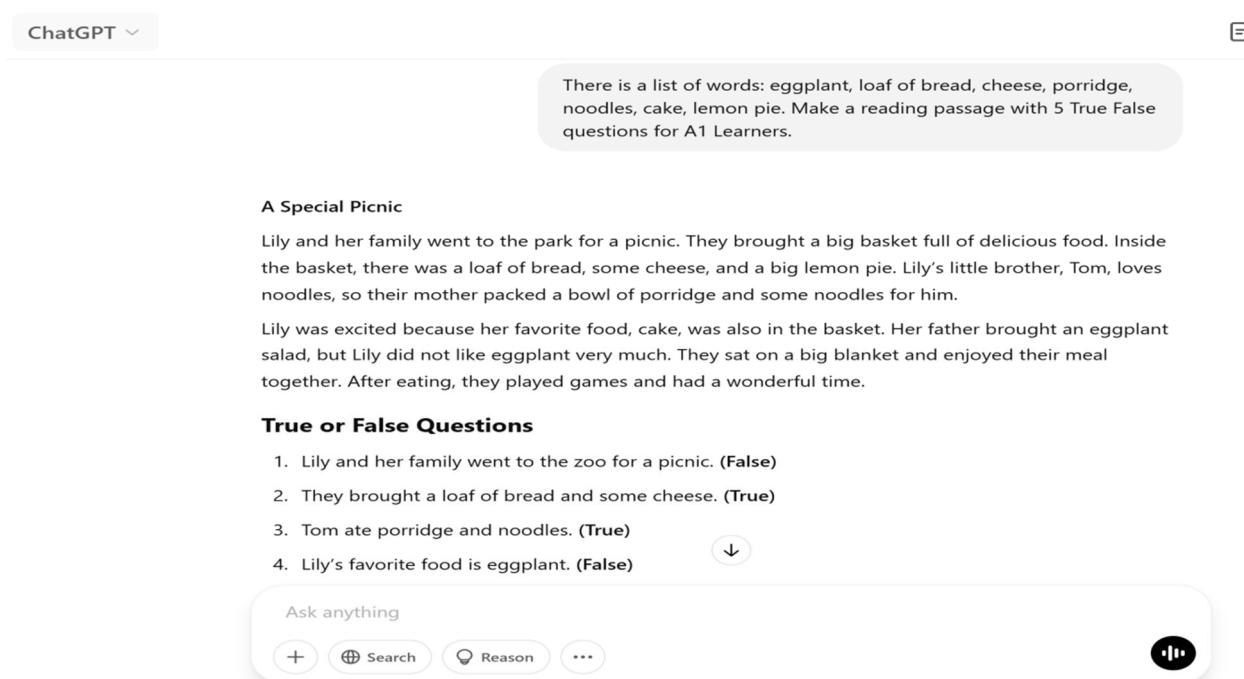 ChatGPT
There is a list of words: eggplant, loaf of bread, cheese, porridge,
noodles, cake, lemon pie. Make a reading passage with 5 True False
questions for A1 Learners.
A Special Picnic
Lily and her family went to the park for a picnic. They brought a big basket full of delicious food. Inside
the basket, there was a loaf of bread, some cheese, and a big lemon pie. Lily’s little brother, Tom, loves
noodles, so their mother packed a bowl of porridge and some noodles for him.
Lily was excited because her favorite food, cake, was also in the basket. Her father brought an eggplant
salad, but Lily did not like eggplant very much. They sat on a big blanket and enjoyed their meal
together. After eating, they played games and had a wonderful time.
True or False Questions
1. Lily and her family went to the zoo for a picnic. (False)
2. They brought a loaf of bread and some cheese. (True)
3. Tom ate porridge and noodles. (True)
4. Lily’s favorite food is eggplant. (False)
Ask anything
Search Reason